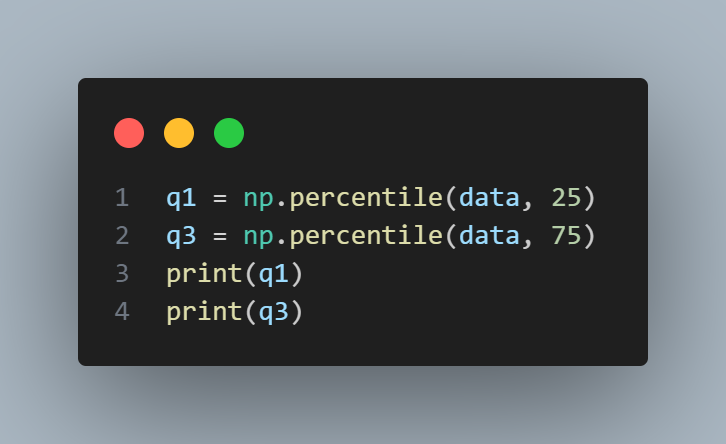 1 q1 = np.percentile(data, 25)
2 q3 = np.percentile(data, 75)
3 print(q1)
4 print(q3)